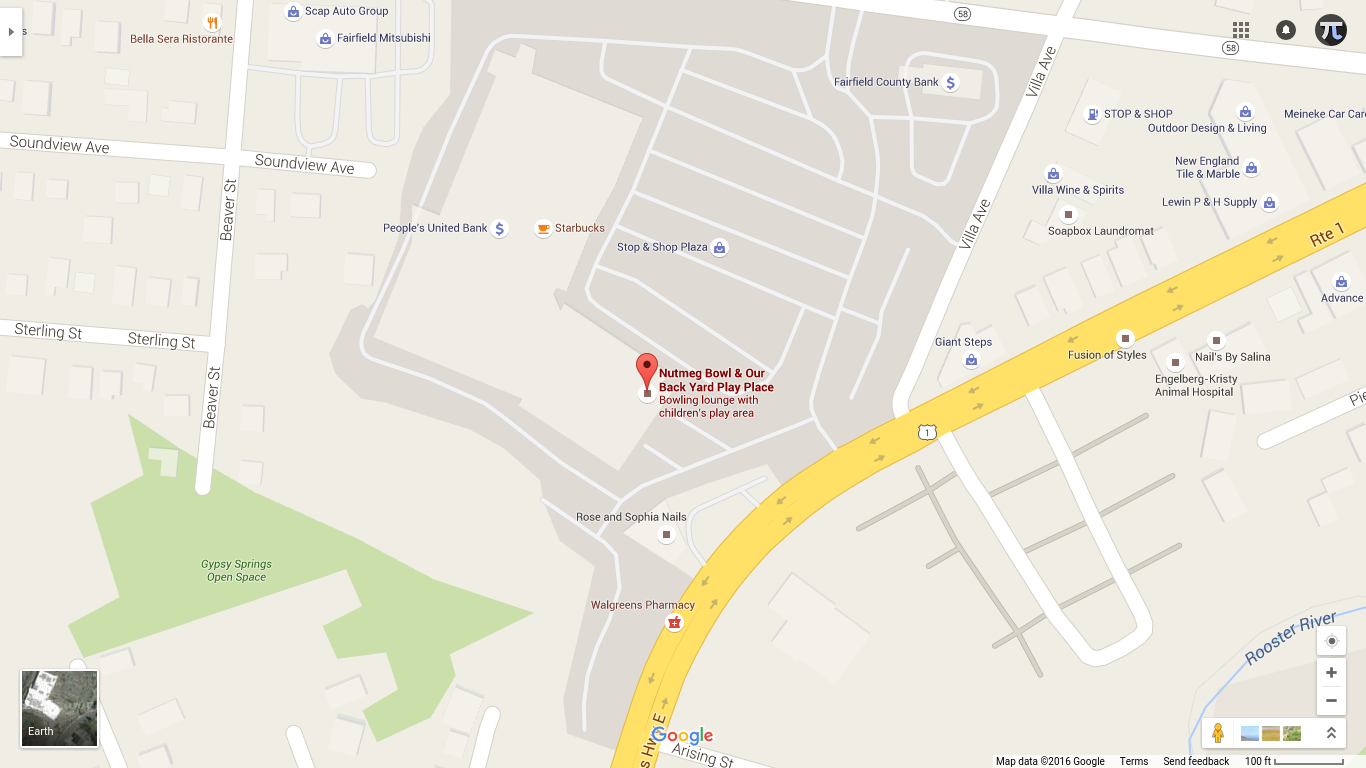 s
Bella Sera Ristorante
Scap Auto Group
Fairfield Mitsubishi
58
58
Villa Ave
Fairfield County Bank
STOP & SHOP
Outdoor Design & Living
Meineke Car Care
Soundview Ave
Soundview Ave
New England
Tile & Marble
Villa Wine & Spirits
Lewin P & H Supply
Beaver St
People's United Bank
Starbucks
Stop & Shop Plaza
Villa Ave
Soapbox Laundromat
Rte 1
Advance
Sterling St
Sterling St
Giant Steps
Fusion of Styles
Nail's By Salina
Engelberg-Kristy
Animal Hospital
Nutmeg Bowl & Our
Back Yard Play Place
Bowling lounge with
children's play area
Beaver St
1
Pie
Rose and Sophia Nails
Gypsy Springs
Open Space
Walgreens Pharmacy
Rooster River
Earth
s Hwy E
Google
Arising St
Map data ©2016 Google Terms Send feedback 100 ft